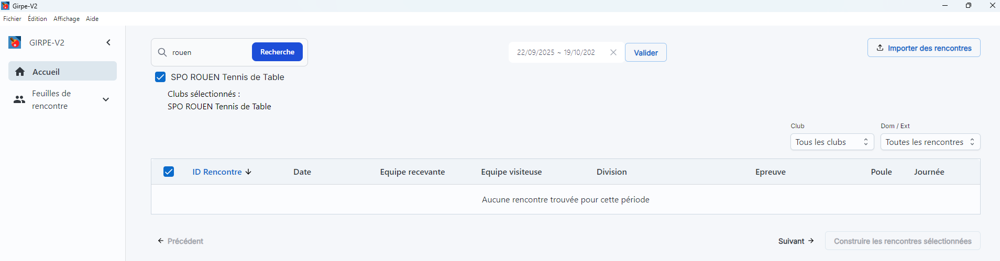 Girpe-V2
Fichier Édition Affichage Aide
GIRPE-V2
Accueil
Feuilles de
rencontre
rouen
Recherche
22/09/2025 ~ 19/10/202
Valider
Importer des rencontres
SPO ROUEN Tennis de Table
Clubs sélectionnés :
SPO ROUEN Tennis de Table
Club
Dom / Ext
Tous les clubs
Toutes les rencontres
ID Rencontre Date Equipe recevante Equipe visiteuse Division Epreuve Poule Journée
Aucune rencontre trouvée pour cette période
Précédent
Suivant
Construire les rencontres sélectionnées